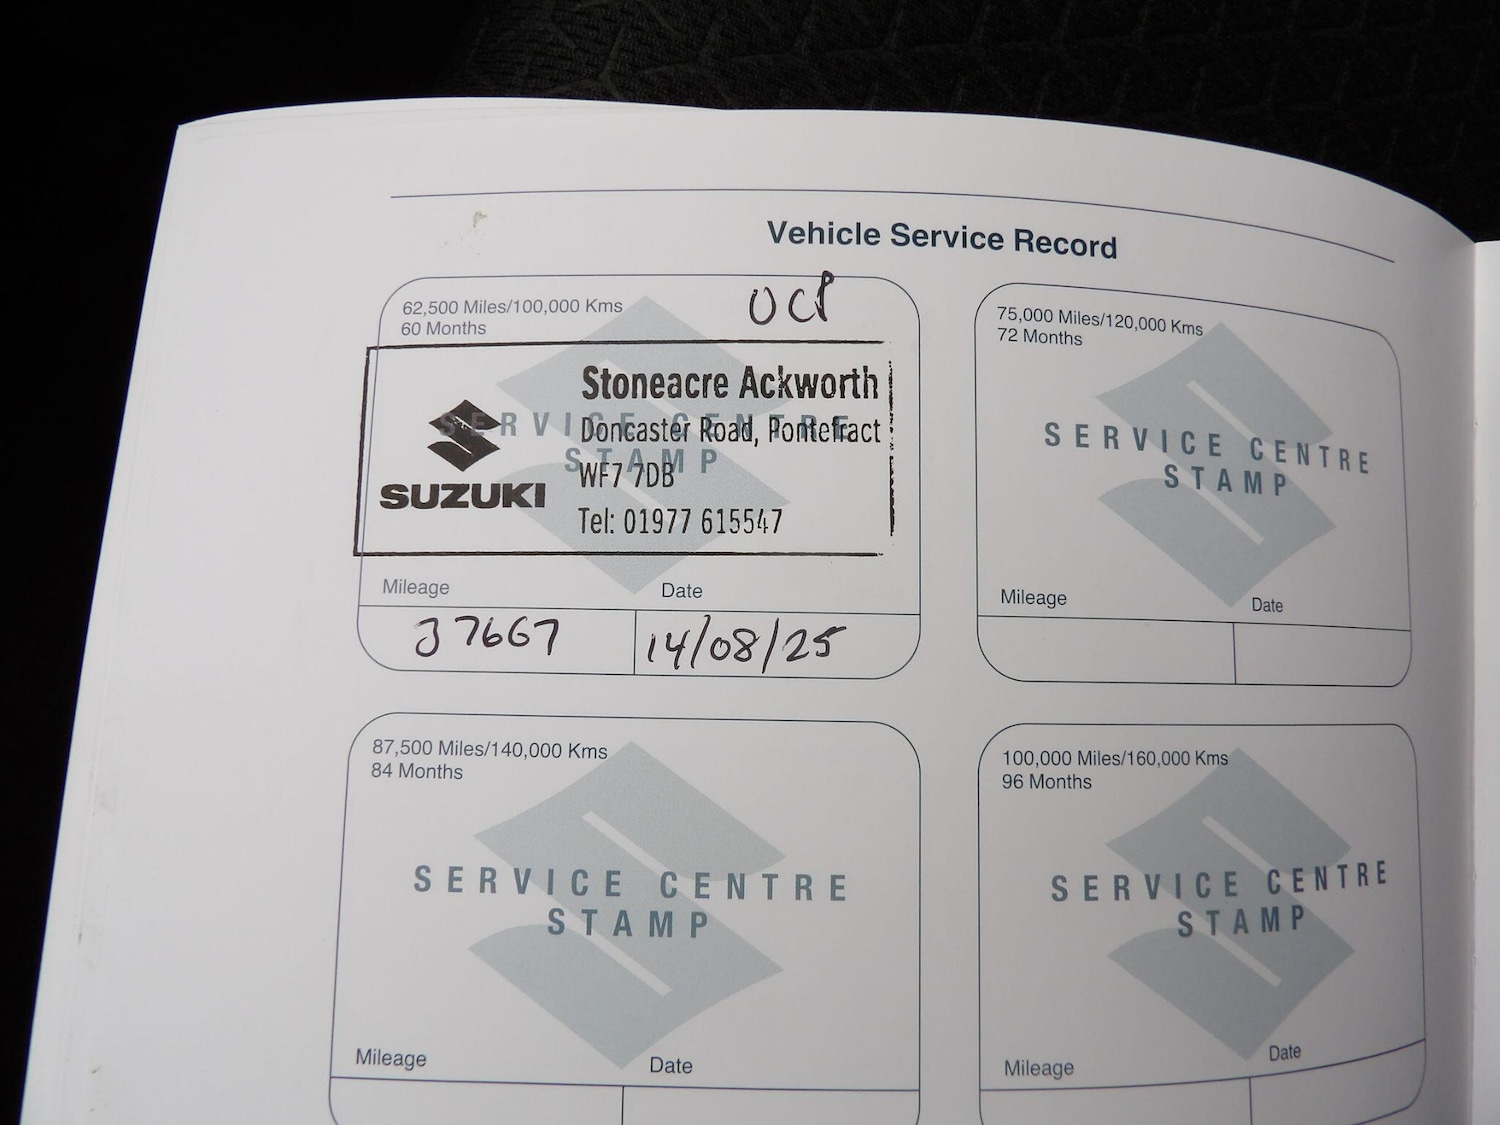 Vehicle Service Record
62,500 Miles/100,000 Kms
60 Months
UCP
SERVICE CENTRE
STAMP
SUZUKI
Stoneacre Ackworth
Doncaster Road, Pontefract
WF7 7DB
Tel: 01977 615547
Mileage
Date
37667
14/08/25
75,000 Miles/120,000 Kms
72 Months
SERVICE CENTRE
STAMP
Mileage
Date
87,500 Miles/140,000 Kms
84 Months
SERVICE CENTRE
STAMP
Mileage
Date
100,000 Miles/160,000 Kms
96 Months
SERVICE CENTRE
STAMP
Mileage
Date